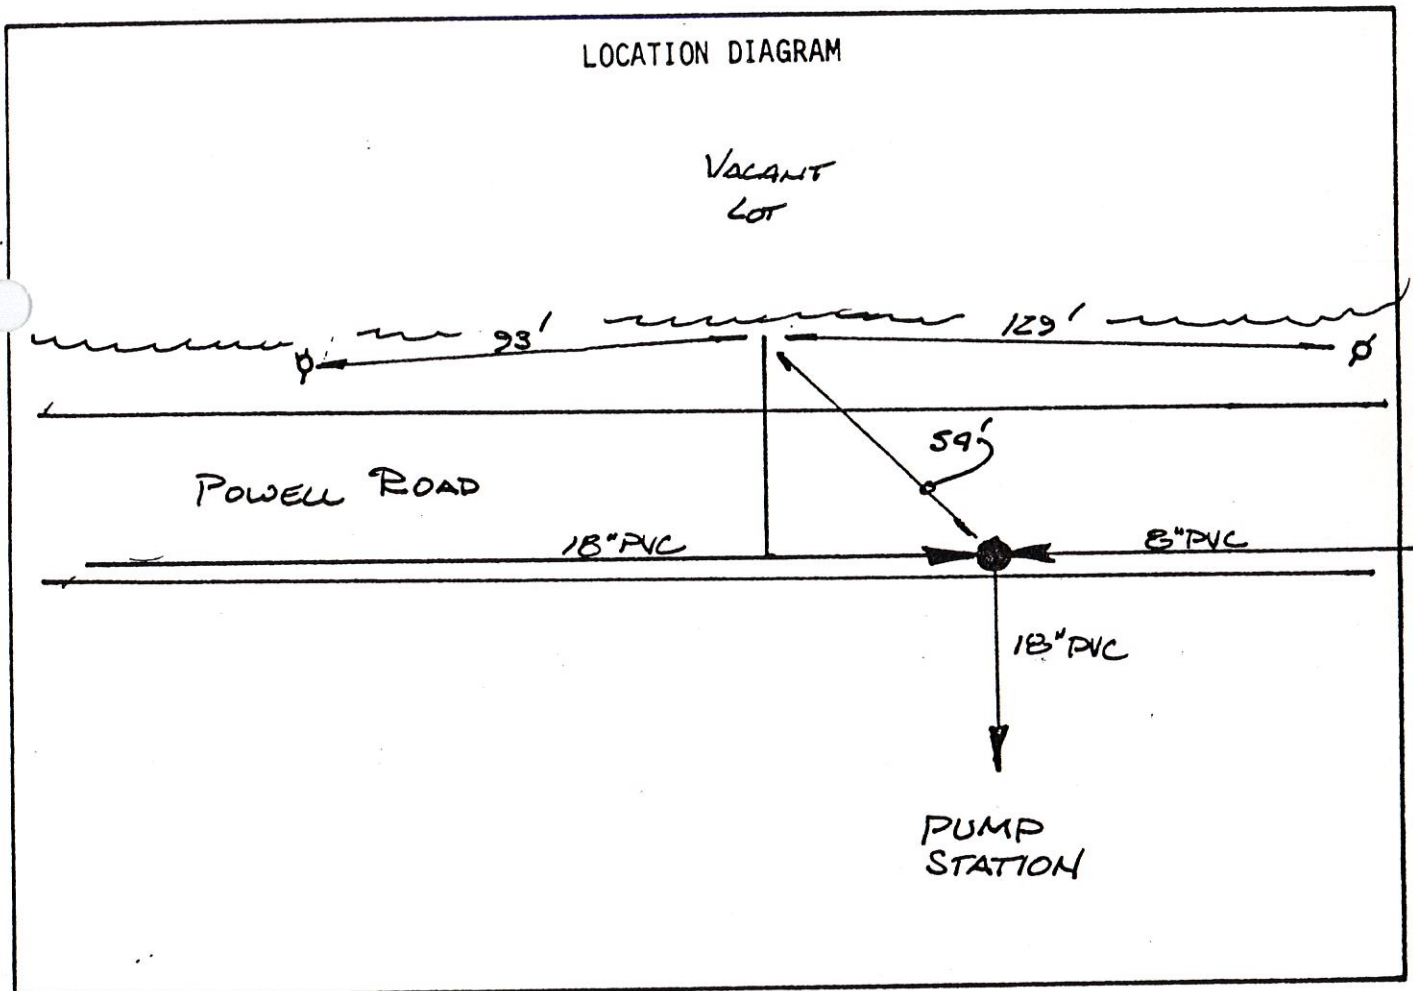 LOCATION DIAGRAM
VACANT
LOT
93'
129'
59'
POWELL ROAD
18" PVC
8" PVC
18" PVC
PUMP
STATION